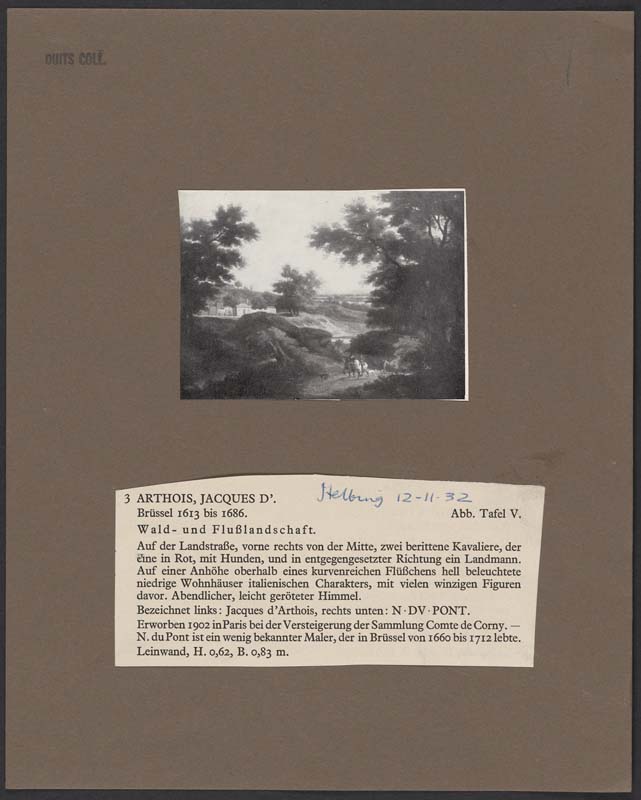 DUITS COLL.
3 ARTHOIS, JACQUES D'. Helbing 12-11-32
Brüssel 1613 bis 1686. Abb. Tafel V.
Wald- und Flußlandschaft.
Auf der Landstraße, vorne rechts von der Mitte, zwei berittene Kavaliere, der
eine in Rot, mit Hunden, und in entgegengesetzter Richtung ein Landmann.
Auf einer Anhöhe oberhalb eines kurvenreichen Flüßchens hell beleuchtete
niedrige Wohnhäuser italienischen Charakters, mit vielen winzigen Figuren
davor. Abendlicher, leicht geröteter Himmel.
Bezeichnet links: Jacques d'Arthois, rechts unten: N·DV·PONT.
Erworben 1902 in Paris bei der Versteigerung der Sammlung Comte de Corny. —
N. du Pont ist ein wenig bekannter Maler, der in Brüssel von 1660 bis 1712 lebte.
Leinwand, H. 0,62, B. 0,83 m.